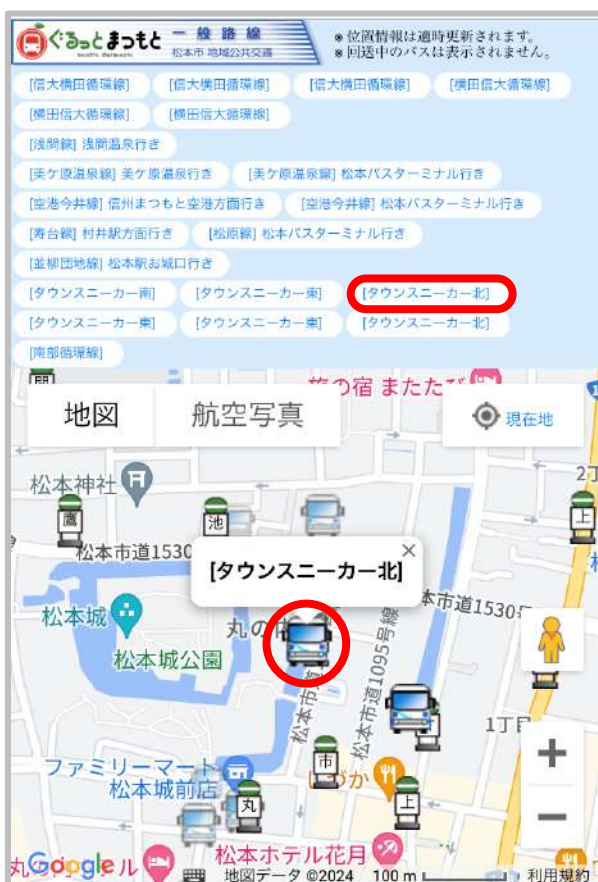 ぐるっとまつもと 一般路線
松本市 地域公共交通
※位置情報は適時更新されます。
※回送中のバスは表示されません。
[信大横田循環線] [信大横田循環線] [信大横田循環線] [横田信大循環線]
[横田信大循環線] [横田信大循環線]
[浅間線] 浅間温泉行き
[美ケ原温泉線] 美ケ原温泉行き [美ケ原温泉線] 松本バスターミナル行き
[空港今井線] 信州まつもと空港方面行き [空港今井線] 松本バスターミナル行き
[寿台線] 村井駅方面行き [松原線] 松本バスターミナル行き
[並柳団地線] 松本駅お城口行き
[タウンスニーカー南] [タウンスニーカー東] [タウンスニーカー北]
[タウンスニーカー東] [タウンスニーカー東] [タウンスニーカー北]
[南部循環線]
旅の宿 またたび
地図 航空写真 現在地
松本神社
鷹
池
上
松本市道1530
[タウンスニーカー北]
×
松本市道1530
松本城
丸の内
松本城公園
松本市道1095号線
1丁目
ファミリーマート
松本城前店
市
丸
上
+
−
松本ホテル花月
Google
地図データ ©2024 100 m 利用規約